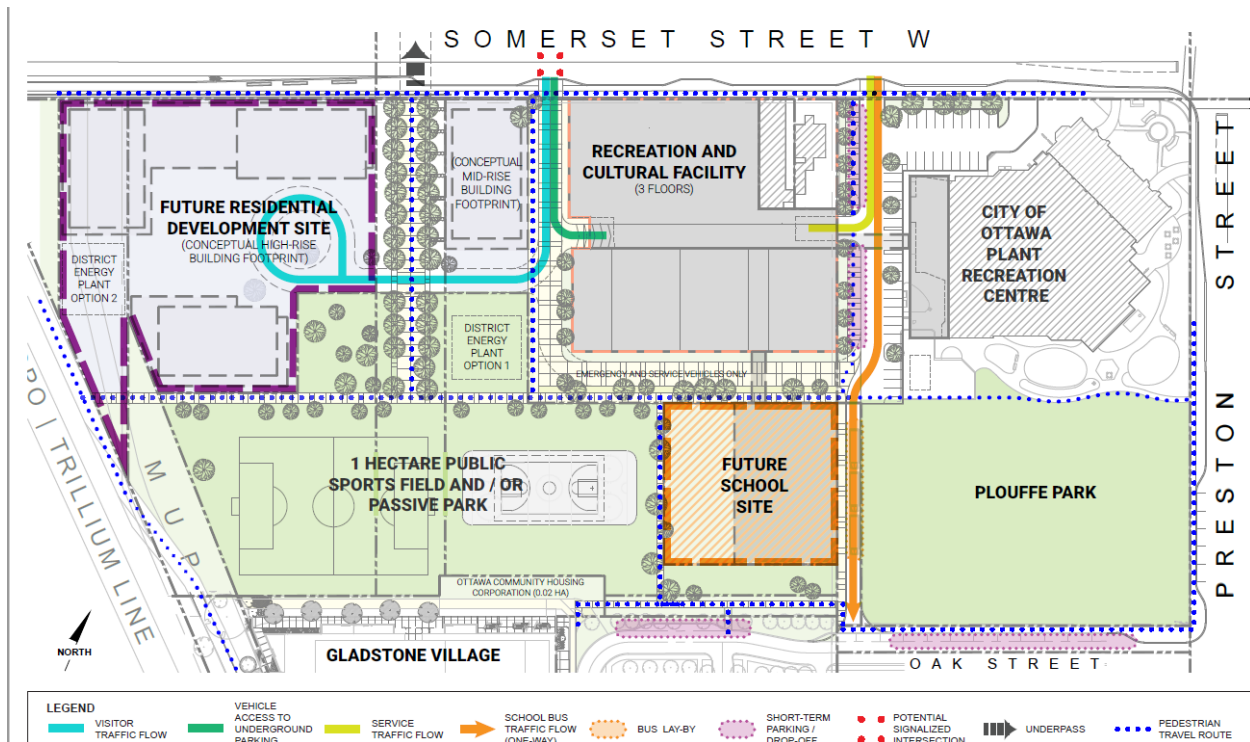 SOMERSET STREET W
FUTURE RESIDENTIAL
DEVELOPMENT SITE
(CONCEPTUAL HIGH-RISE
BUILDING FOOTPRINT)
(CONCEPTUAL
MID-RISE
BUILDING
FOOTPRINT)
RECREATION AND
CULTURAL FACILITY
(3 FLOORS)
CITY OF
OTTAWA
PLANT
RECREATION
CENTRE
PRESTON STREET
DISTRICT
ENERGY
PLANT
OPTION 2
DISTRICT
ENERGY
PLANT
OPTION 1
EMERGENCY AND SERVICE VEHICLES ONLY
PO | TRILLIUM LINE
MUP
1 HECTARE PUBLIC
SPORTS FIELD AND / OR
PASSIVE PARK
FUTURE
SCHOOL
SITE
PLOUFFE PARK
OTTAWA COMMUNITY HOUSING
CORPORATION (0.02 HA)
NORTH
GLADSTONE VILLAGE
OAK STREET
LEGEND
VISITOR
TRAFFIC FLOW
VEHICLE
ACCESS TO
UNDERGROUND
PARKING
SERVICE
TRAFFIC FLOW
SCHOOL BUS
TRAFFIC FLOW
(ONE-WAY)
BUS LAY-BY
SHORT-TERM
PARKING /
DROP-OFF
POTENTIAL
SIGNALIZED
INTERSECTION
UNDERPASS
PEDESTRIAN
TRAVEL ROUTE